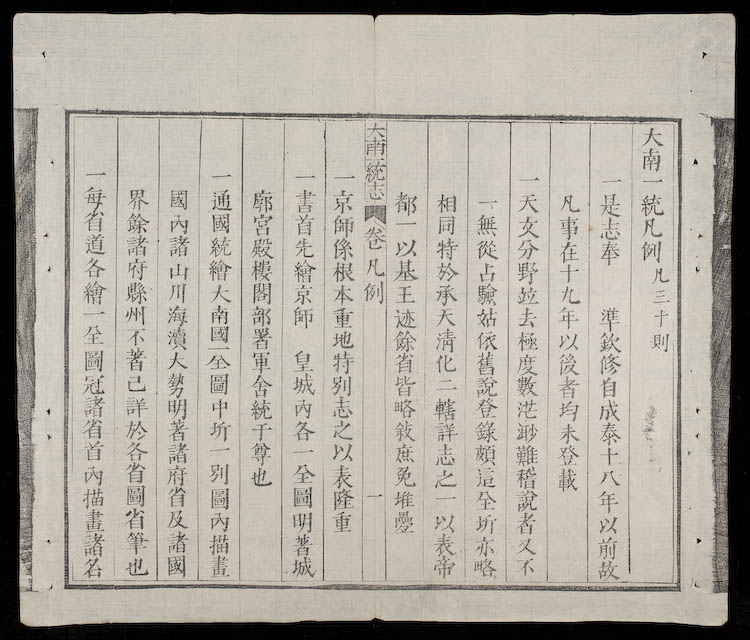 大南一統凡例凡三十則
一是志奉 準欽修自成泰十八年以前故
凡事在十九年以後者均未登載
一天文分野竝去極度數茫渺難稽說者又不
一無從占驗姑依舊說登錄頗這全圻亦略
相同特於承天清化二轄詳志之一以表帝
都一以基王迹餘省皆略敘庶免堆疊
大南一統志 卷 凡例 一
一京師係根本重地特別志之以表隆重
一書首先繪京師 皇城內各一全圖明著城
廓宮殿樓閣部署軍舍統于尊也
一通國統繪大南國一全圖中圻一別圖內描畫
國內諸山川海瀆大勢明著諸府省及諸國
界餘諸府縣州不著已詳於各省圖省筆也
一每省道各繪一全圖冠諸省首內描畫諸名